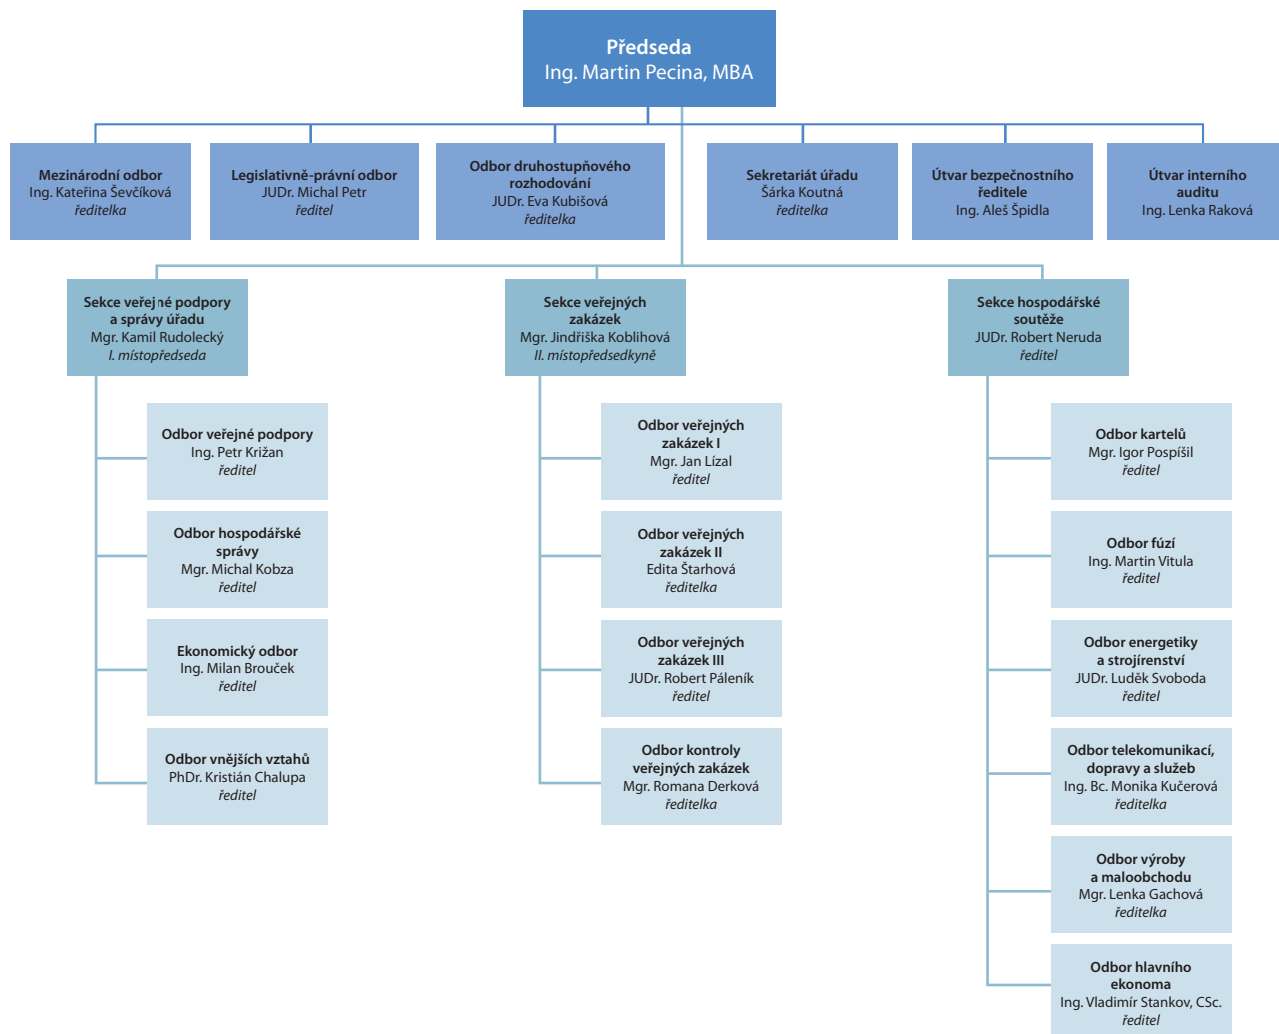 Předseda
Ing. Martin Pecina, MBA
Mezinárodní odbor
Ing. Kateřina Ševčíková
ředitelka
Legislativně-právní odbor
JUDr. Michal Petr
ředitel
Odbor druhostupňového
rozhodování
JUDr. Eva Kubišová
ředitelka
Sekretariát úřadu
Šárka Koutná
ředitelka
Útvar bezpečnostního
ředitele
Ing. Aleš Špidla
Útvar interního
auditu
Ing. Lenka Raková
Sekce veřejné podpory
a správy úřadu
Mgr. Kamil Rudolecký
I. místopředseda
Odbor veřejné podpory
Ing. Petr Križan
ředitel
Odbor hospodářské
správy
Mgr. Michal Kobza
ředitel
Ekonomický odbor
Ing. Milan Brouček
ředitel
Odbor vnějších vztahů
PhDr. Kristián Chalupa
ředitel
Sekce veřejných
zakázek
Mgr. Jindřiška Koblihová
II. místopředsedkyně
Odbor veřejných
zakázek I
Mgr. Jan Lízal
ředitel
Odbor veřejných
zakázek II
Edita Štarhová
ředitelka
Odbor veřejných
zakázek III
JUDr. Robert Páleník
ředitel
Odbor kontroly
veřejných zakázek
Mgr. Romana Derková
ředitelka
Sekce hospodářské
soutěže
JUDr. Robert Neruda
ředitel
Odbor kartelů
Mgr. Igor Pospíšil
ředitel
Odbor fúzí
Ing. Martin Vitula
ředitel
Odbor energetiky
a strojírenství
JUDr. Luděk Svoboda
ředitel
Odbor telekomunikací,
dopravy a služeb
Ing. Bc. Monika Kučerová
ředitelka
Odbor výroby
a maloobchodu
Mgr. Lenka Gachová
ředitelka
Odbor hlavního
ekonoma
Ing. Vladimír Stankov, CSc.
ředitel